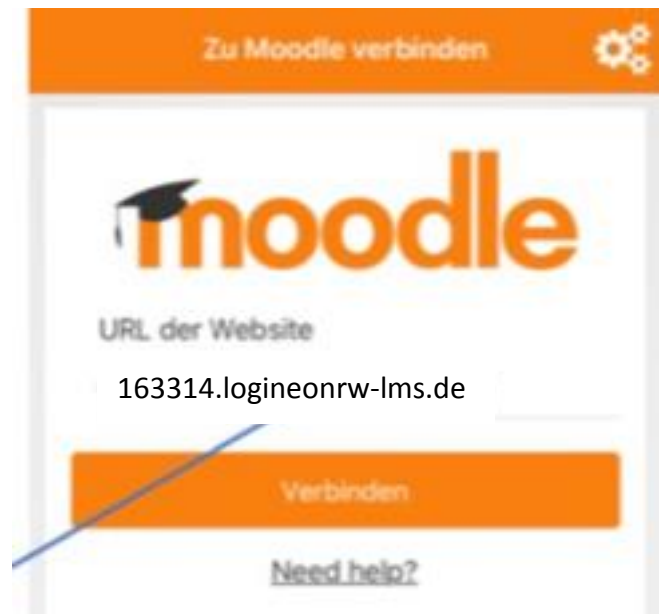 Zu Moodle verbinden
moodle
URL der Website
163314.logineonrw-lms.de
Verbinden
Need help?